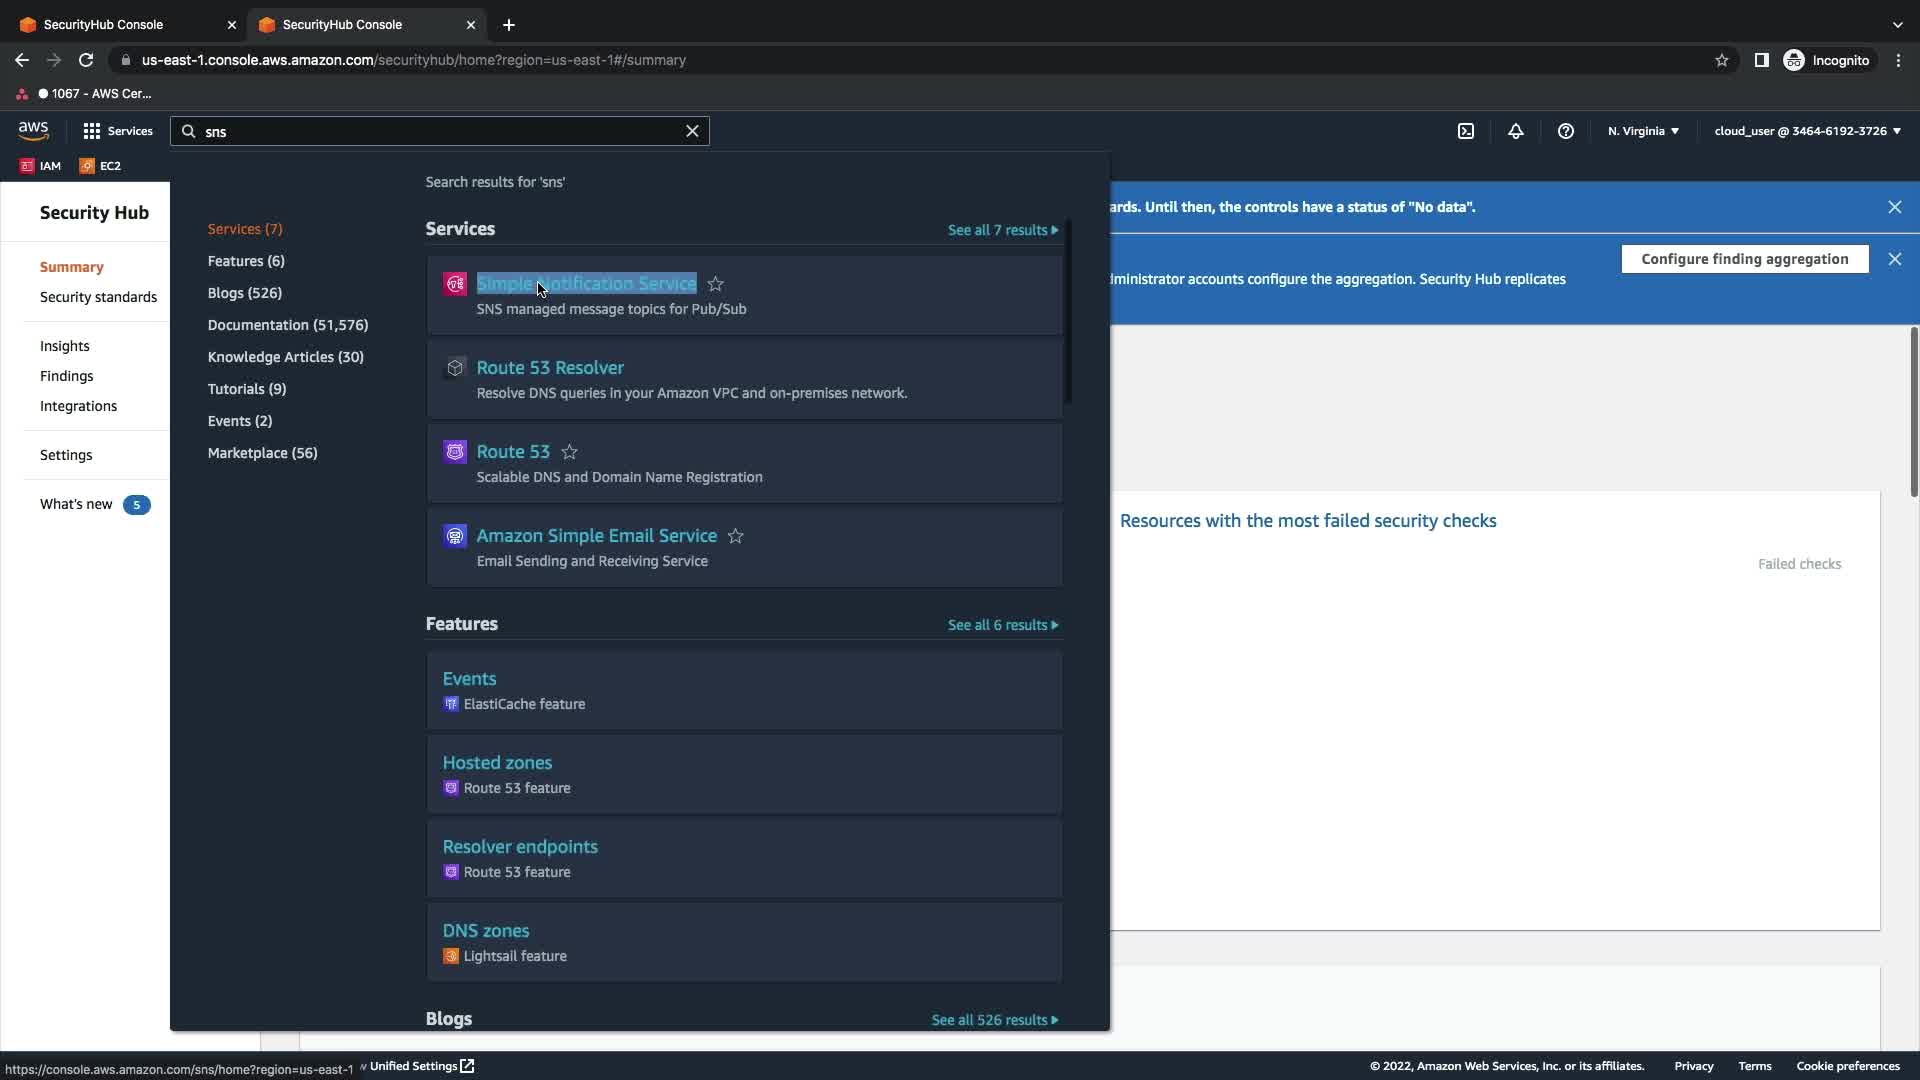 SecurityHub Console
SecurityHub Console
us-east-1.console.aws.amazon.com/securityhub/home?region=us-east-1#/summary
Incognito
1067 - AWS Cer...
aws
Services
sns
N. Virginia
cloud_user @ 3464-6192-3726
IAM
EC2
Security Hub
Summary
Security standards
Insights
Findings
Integrations
Settings
What's new 5
Search results for 'sns'
Services (7)
Features (6)
Blogs (526)
Documentation (51,576)
Knowledge Articles (30)
Tutorials (9)
Events (2)
Marketplace (56)
Services
See all 7 results
Simple Notification Service
SNS managed message topics for Pub/Sub
Route 53 Resolver
Resolve DNS queries in your Amazon VPC and on-premises network.
Route 53
Scalable DNS and Domain Name Registration
Amazon Simple Email Service
Email Sending and Receiving Service
Features
See all 6 results
Events
ElastiCache feature
Hosted zones
Route 53 feature
Resolver endpoints
Route 53 feature
DNS zones
Lightsail feature
Blogs
See all 526 results
ards. Until then, the controls have a status of "No data".
Configure finding aggregation
dministrator accounts configure the aggregation. Security Hub replicates
Resources with the most failed security checks
Failed checks
https://console.aws.amazon.com/sns/home?region=us-east-1
Unified Settings
© 2022, Amazon Web Services, Inc. or its affiliates.
Privacy
Terms
Cookie preferences